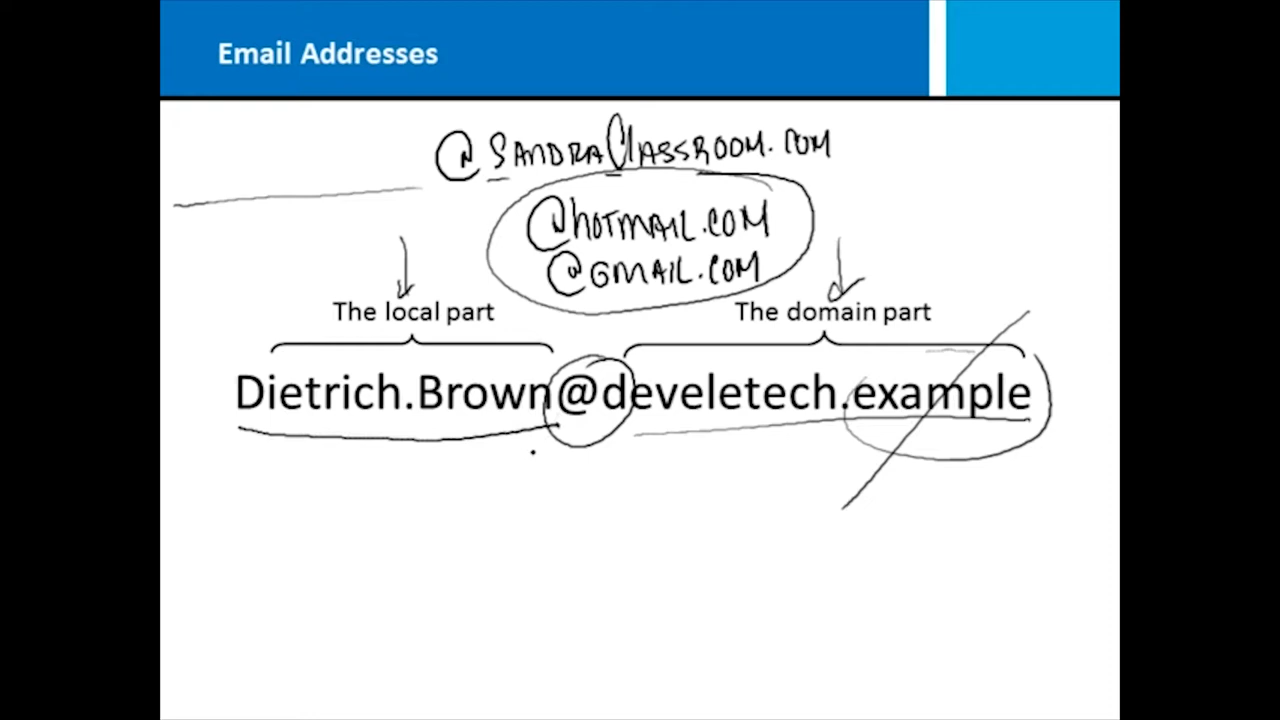 Email Addresses
@SANDRAClASSROOM.COM
@HOTMAIL.COM
@GMAIL.COM
The local part
The domain part
Dietrich.Brown@develetech.example